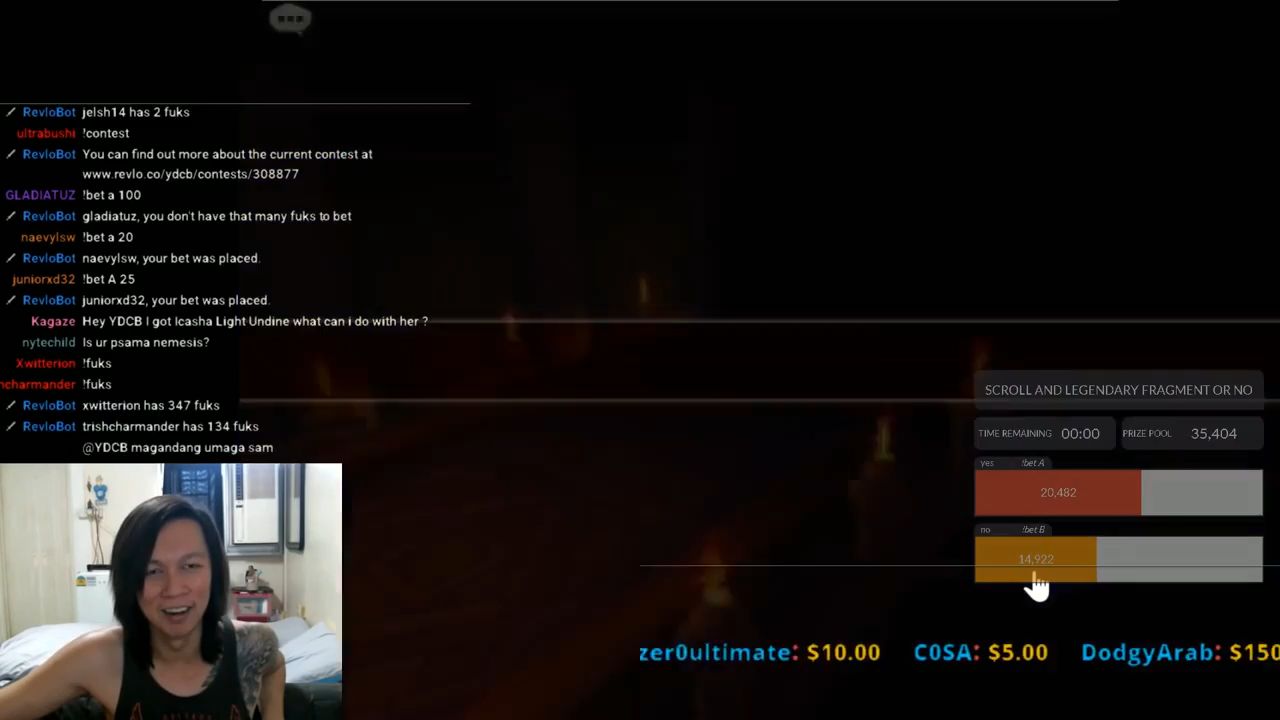 RevloBot jelsh14 has 2 fuks
ultrabushi !contest
RevloBot You can find out more about the current contest at
www.revlo.co/ydcb/contests/308877
GLADIATUZ !bet a 100
RevloBot gladiatuz, you don't have that many fuks to bet
naevylsw !bet a 20
RevloBot naevylsw, your bet was placed.
juniorxd32 !bet A 25
RevloBot juniorxd32, your bet was placed.
Kagaze Hey YDCB I got Icasha Light Undine what can i do with her ?
nytechild Is ur psama nemesis?
Xwitterion !fuks
hcharmander !fuks
RevloBot xwitterion has 347 fuks
RevloBot trishcharmander has 134 fuks
@YDCB magandang umaga sam
SCROLL AND LEGENDARY FRAGMENT OR NO
TIME REMAINING 00:00 PRIZE POOL 35,404
yes !bet A
20,482
no !bet B
14,922
zer0ultimate: $10.00 C0SA: $5.00 DodgyArab: $150